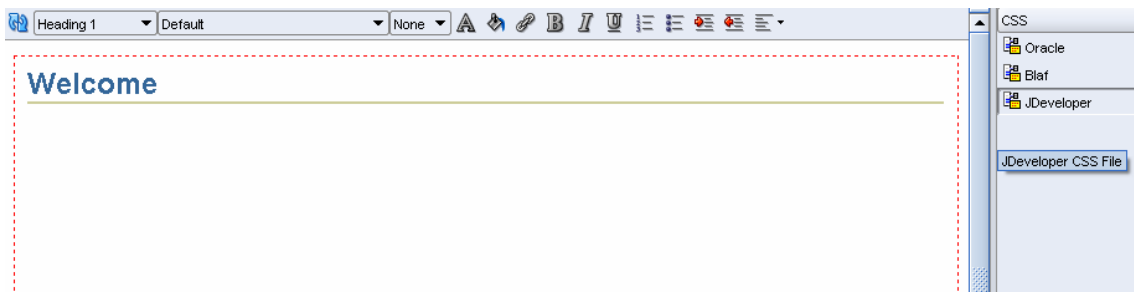 Heading 1 Default None A B I U
Welcome
CSS
Oracle
Blaf
JDeveloper
JDeveloper CSS File